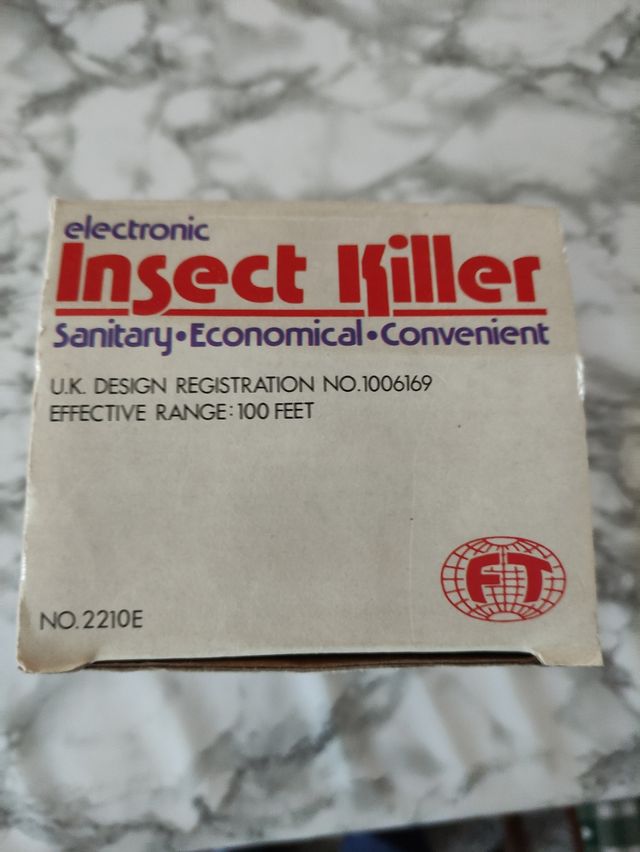 electronic
Insect Killer
Sanitary•Economical•Convenient
U.K. DESIGN REGISTRATION NO.1006169
EFFECTIVE RANGE: 100 FEET
FT
NO.2210E